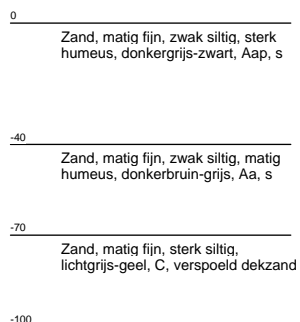 0
Zand, matig fijn, zwak siltig, sterk
humeus, donkergrijs-zwart, Aap, s
-40
Zand, matig fijn, zwak siltig, matig
humeus, donkerbruin-grijs, Aa, s
-70
Zand, matig fijn, sterk siltig,
lichtgrijs-geel, C, verspoeld dekzand
-100